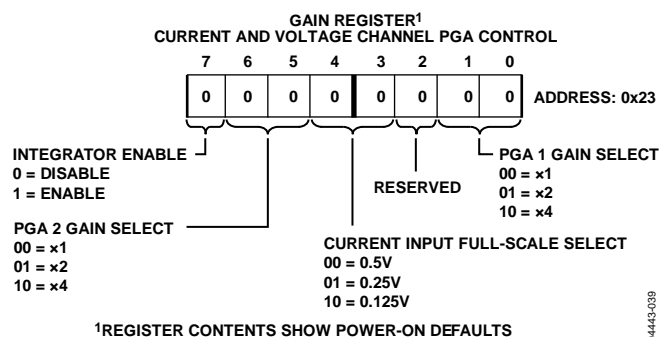 GAIN REGISTER1
CURRENT AND VOLTAGE CHANNEL PGA CONTROL
7 6 5 4 3 2 1 0
0 0 0 0 0 0 0 0 ADDRESS: 0x23
INTEGRATOR ENABLE
0 = DISABLE
1 = ENABLE
RESERVED
PGA 1 GAIN SELECT
00 = ×1
01 = ×2
10 = ×4
PGA 2 GAIN SELECT
00 = ×1
01 = ×2
10 = ×4
CURRENT INPUT FULL-SCALE SELECT
00 = 0.5V
01 = 0.25V
10 = 0.125V
1REGISTER CONTENTS SHOW POWER-ON DEFAULTS
04443-039